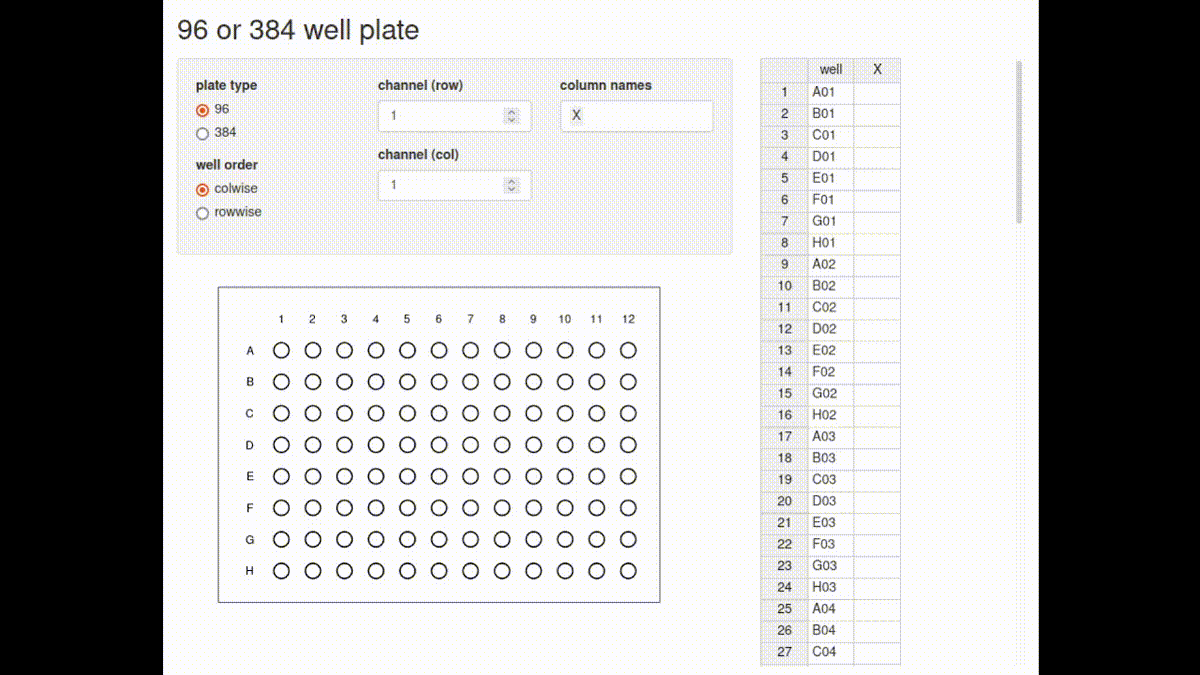 96 or 384 well plate
plate type
96
384
well order
colwise
rowwise
channel (row)
1
channel (col)
1
column names
X
1 2 3 4 5 6 7 8 9 10 11 12
A
B
C
D
E
F
G
H
well X
1 A01
2 B01
3 C01
4 D01
5 E01
6 F01
7 G01
8 H01
9 A02
10 B02
11 C02
12 D02
13 E02
14 F02
15 G02
16 H02
17 A03
18 B03
19 C03
20 D03
21 E03
22 F03
23 G03
24 H03
25 A04
26 B04
27 C04